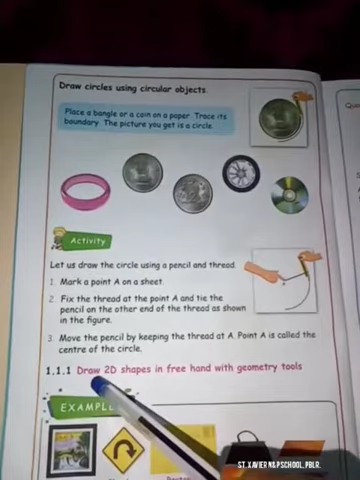 Draw circles using circular objects.
Place a bangle or a coin on a paper. Trace its
boundary. The picture you get is a circle.
Activity
Let us draw the circle using a pencil and thread.
1. Mark a point A on a sheet.
2. Fix the thread at the point A and tie the
pencil on the other end of the thread as shown
in the figure.
3. Move the pencil by keeping the thread at A. Point A is called the
centre of the circle.
1.1.1 Draw 2D shapes in free hand with geometry tools
EXAMPLE
ST.XAVIER N&P SCHOOL, PBLR.